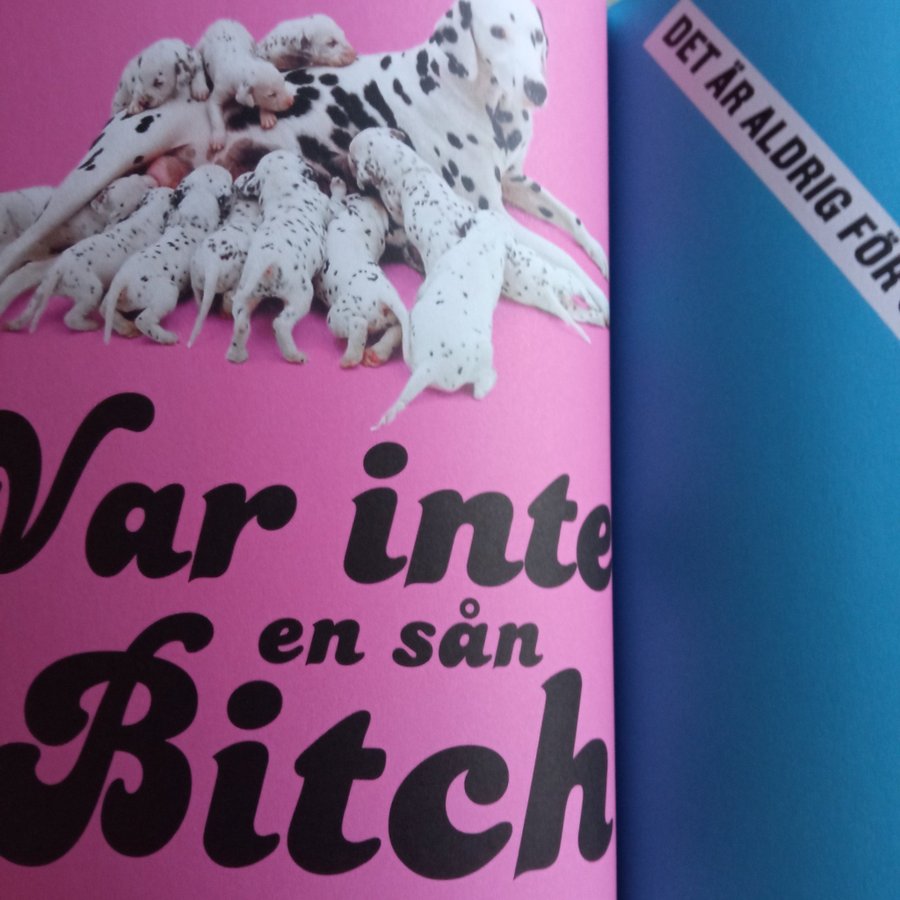 Var inte
en sån
Bitch
DET ÄR ALDRIG FÖR